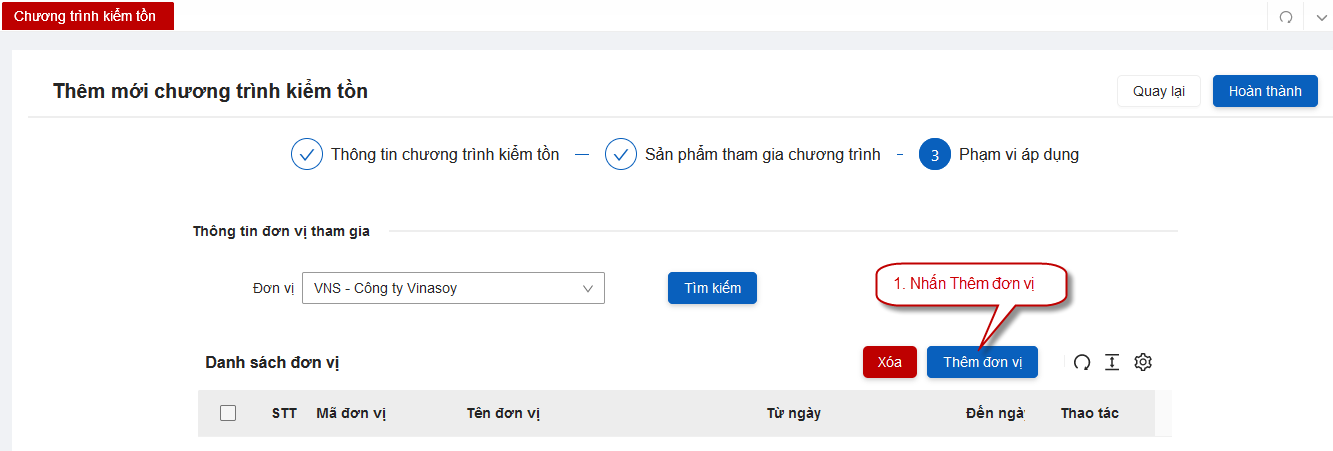 Chương trình kiểm tồn
Thêm mới chương trình kiểm tồn
Quay lại
Hoàn thành
Thông tin chương trình kiểm tồn
Sản phẩm tham gia chương trình
3
Phạm vi áp dụng
Thông tin đơn vị tham gia
Đơn vị
VNS - Công ty Vinasoy
Tìm kiếm
1. Nhấn Thêm đơn vị
Danh sách đơn vị
Xóa
Thêm đơn vị
STT Mã đơn vị Tên đơn vị Từ ngày Đến ngà Thao tác